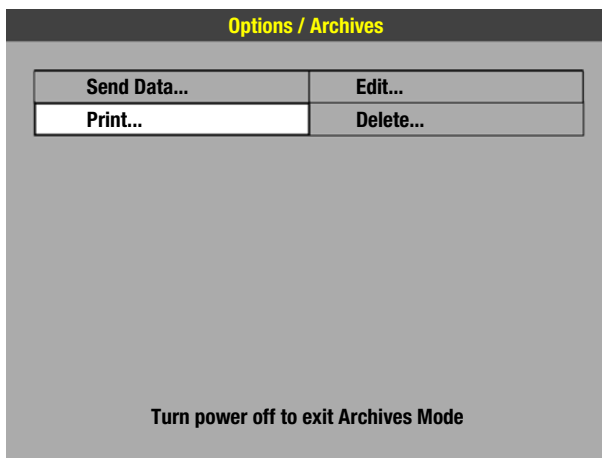 Options / Archives
Send Data... Edit...
Print... Delete...
Turn power off to exit Archives Mode